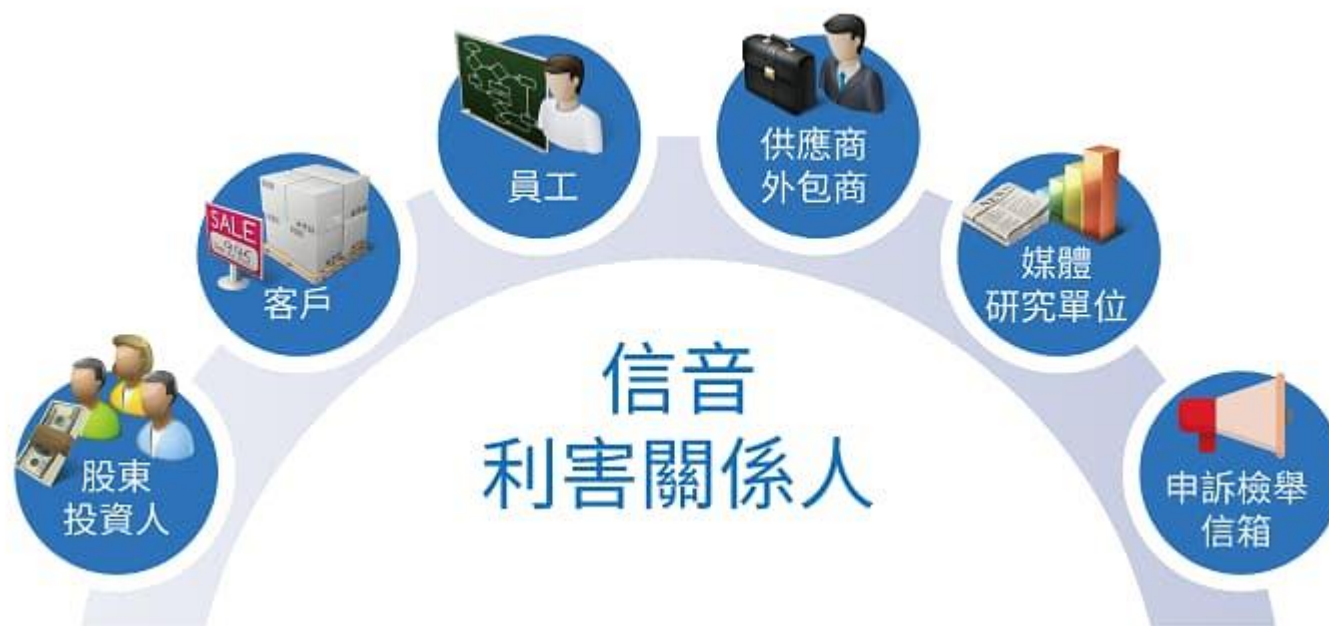 股東
投資人
客戶
SALE
員工
供應商
外包商
媒體
研究單位
申訴檢舉
信箱
信音
利害關係人